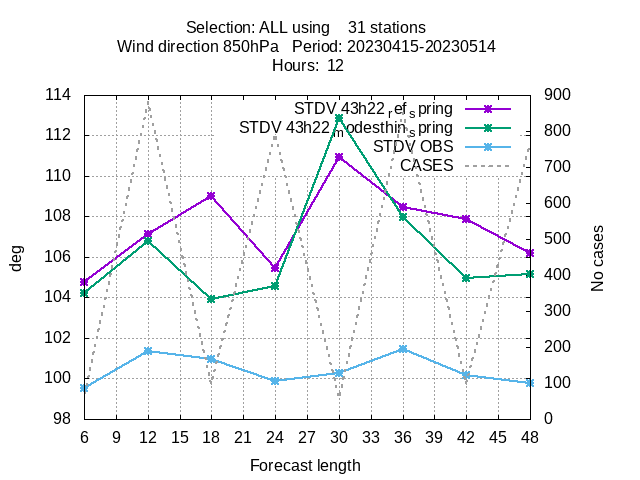 Selection: ALL using 31 stations
Wind direction 850hPa Period: 20230415-20230514
Hours: 12
STDV 43h22_ref_spring
STDV 43h22_modesthin_spring
STDV OBS
CASES
deg
114
112
110
108
106
104
102
100
98
900
800
700
600
500
400
300
200
100
0
No cases
6 9 12 15 18 21 24 27 30 33 36 39 42 45 48
Forecast length